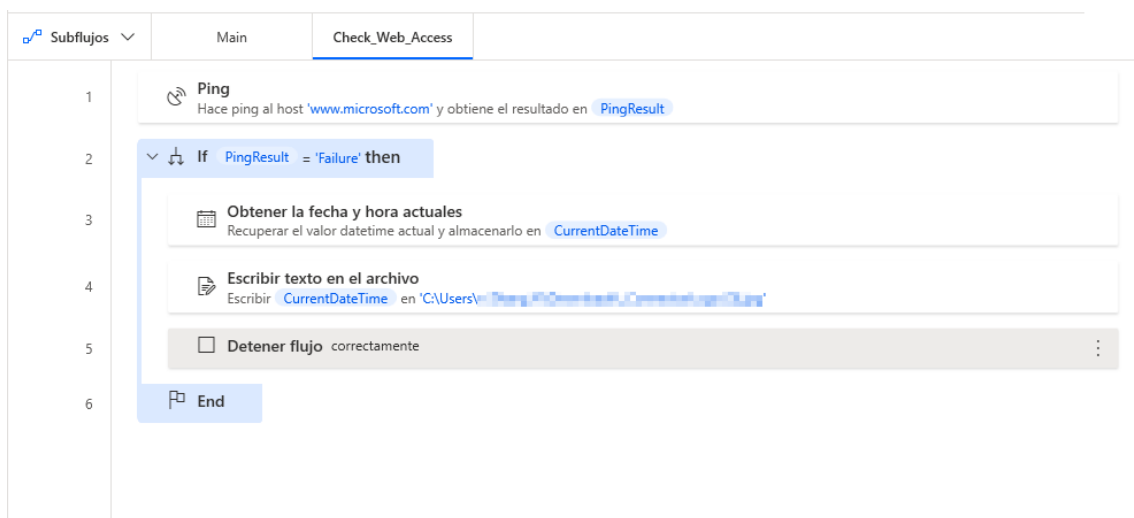 Subflujos
Main
Check_Web_Access
1
Ping
Hace ping al host 'www.microsoft.com' y obtiene el resultado en PingResult
2
If PingResult = 'Failure' then
3
Obtener la fecha y hora actuales
Recuperar el valor datetime actual y almacenarlo en CurrentDateTime
4
Escribir texto en el archivo
Escribir CurrentDateTime en 'C:\Users\
5
Detener flujo correctamente
6
End